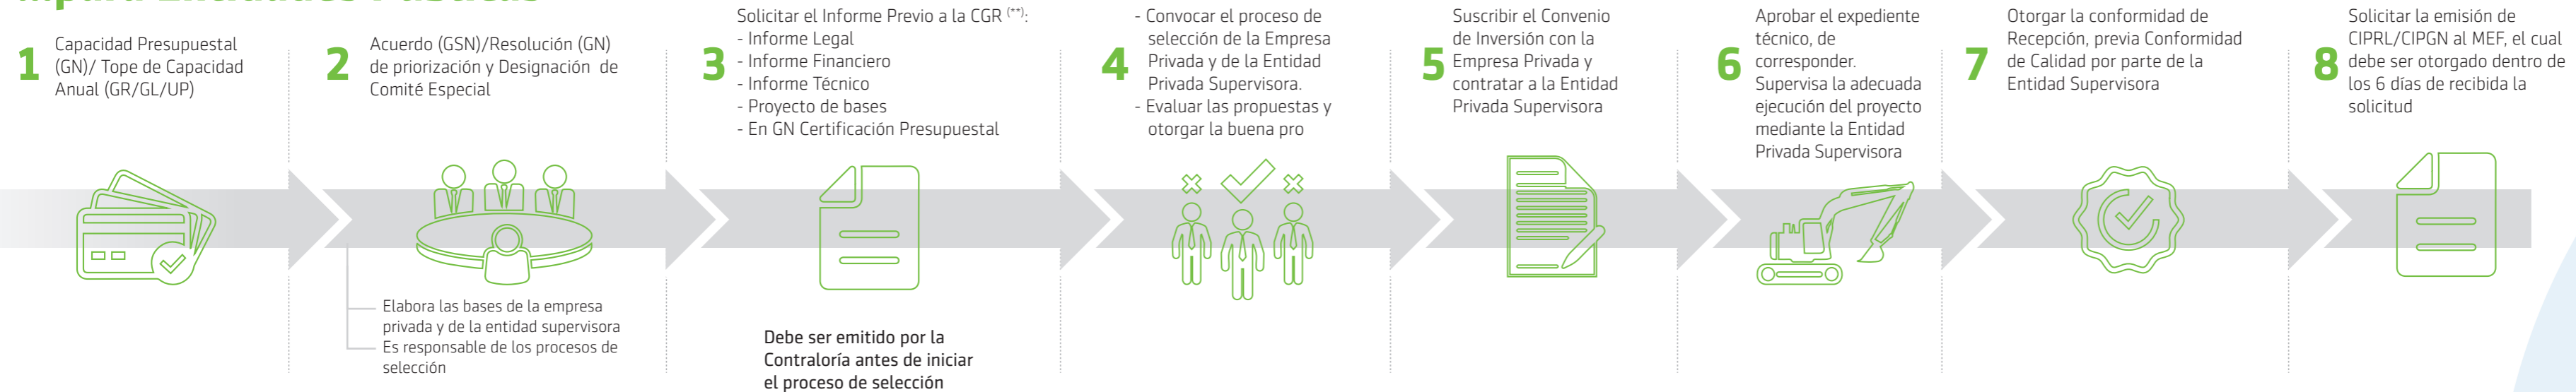 1
Capacidad Presupuestal
(GN)/ Tope de Capacidad
Anual (GR/GL/UP)
2
Acuerdo (GSN)/Resolución (GN)
de priorización y Designación de
Comité Especial
Elabora las bases de la empresa
privada y de la entidad supervisora
Es responsable de los procesos de
selección
3
Solicitar el Informe Previo a la CGR (**):
- Informe Legal
- Informe Financiero
- Informe Técnico
- Proyecto de bases
- En GN Certificación Presupuestal
Debe ser emitido por la
Contraloría antes de iniciar
el proceso de selección
4
- Convocar el proceso de
selección de la Empresa
Privada y de la Entidad
Privada Supervisora.
- Evaluar las propuestas y
otorgar la buena pro
5
Suscribir el Convenio
de Inversión con la
Empresa Privada y
contratar a la Entidad
Privada Supervisora
6
Aprobar el expediente
técnico, de
corresponder.
Supervisa la adecuada
ejecución del proyecto
mediante la Entidad
Privada Supervisora
7
Otorgar la conformidad de
Recepción, previa Conformidad
de Calidad por parte de la
Entidad Supervisora
8
Solicitar la emisión de
CIPRL/CIPGN al MEF, el cual
debe ser otorgado dentro de
los 6 días de recibida la
solicitud